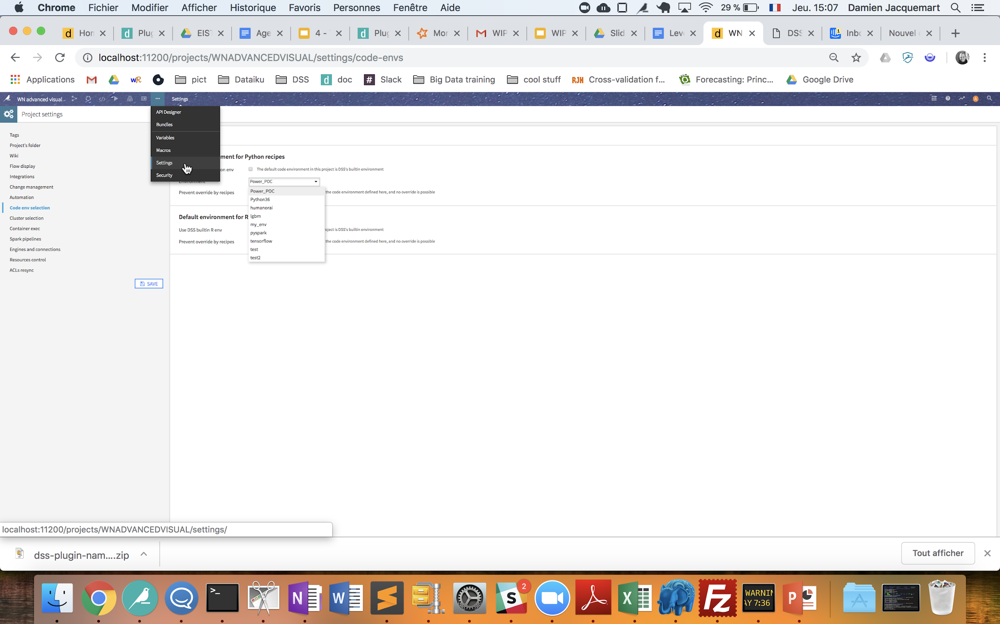 Chrome Fichier Modifier Afficher Historique Favoris Personnes Fenêtre Aide 29 % Jeu. 15:07 Damien Jacquemart
Hon Plug EIST Age 4 - Plug Mor WIP WIP Slid Leve WN DSS Inbo Nouvel
localhost:11200/projects/WNADVANCEDVISUAL/settings/code-envs
Applications wR pict Dataiku DSS doc Slack Big Data training cool stuff RJH Cross-validation f... Forecasting: Princ... Google Drive
WN advanced visual Settings
Project settings
API Designer
Bundles
Variables
Macros
Settings
Security
Tags
Project's folder
Wiki
Flow display
Integrations
Change management
Automation
Code env selection
Cluster selection
Container exec
Spark pipelines
Engines and connections
Resources control
ACLs resync
SAVE
ment for Python recipes
on env The default code environment in this project is DSS's builtin environment
Environment Power_POC
Prevent override by recipes the code environment defined here, and no override is possible
Power_POC
Python36
humanorai
lgbm
my_env
pyspark
tensorflow
test
test2
Default environment for R
Use DSS builtin R env roject is DSS's builtin environment
Prevent override by recipes the code environment defined here, and no override is possible
localhost:11200/projects/WNADVANCEDVISUAL/settings/
dss-plugin-nam....zip Tout afficher
2
WARNIN
AY 7:36